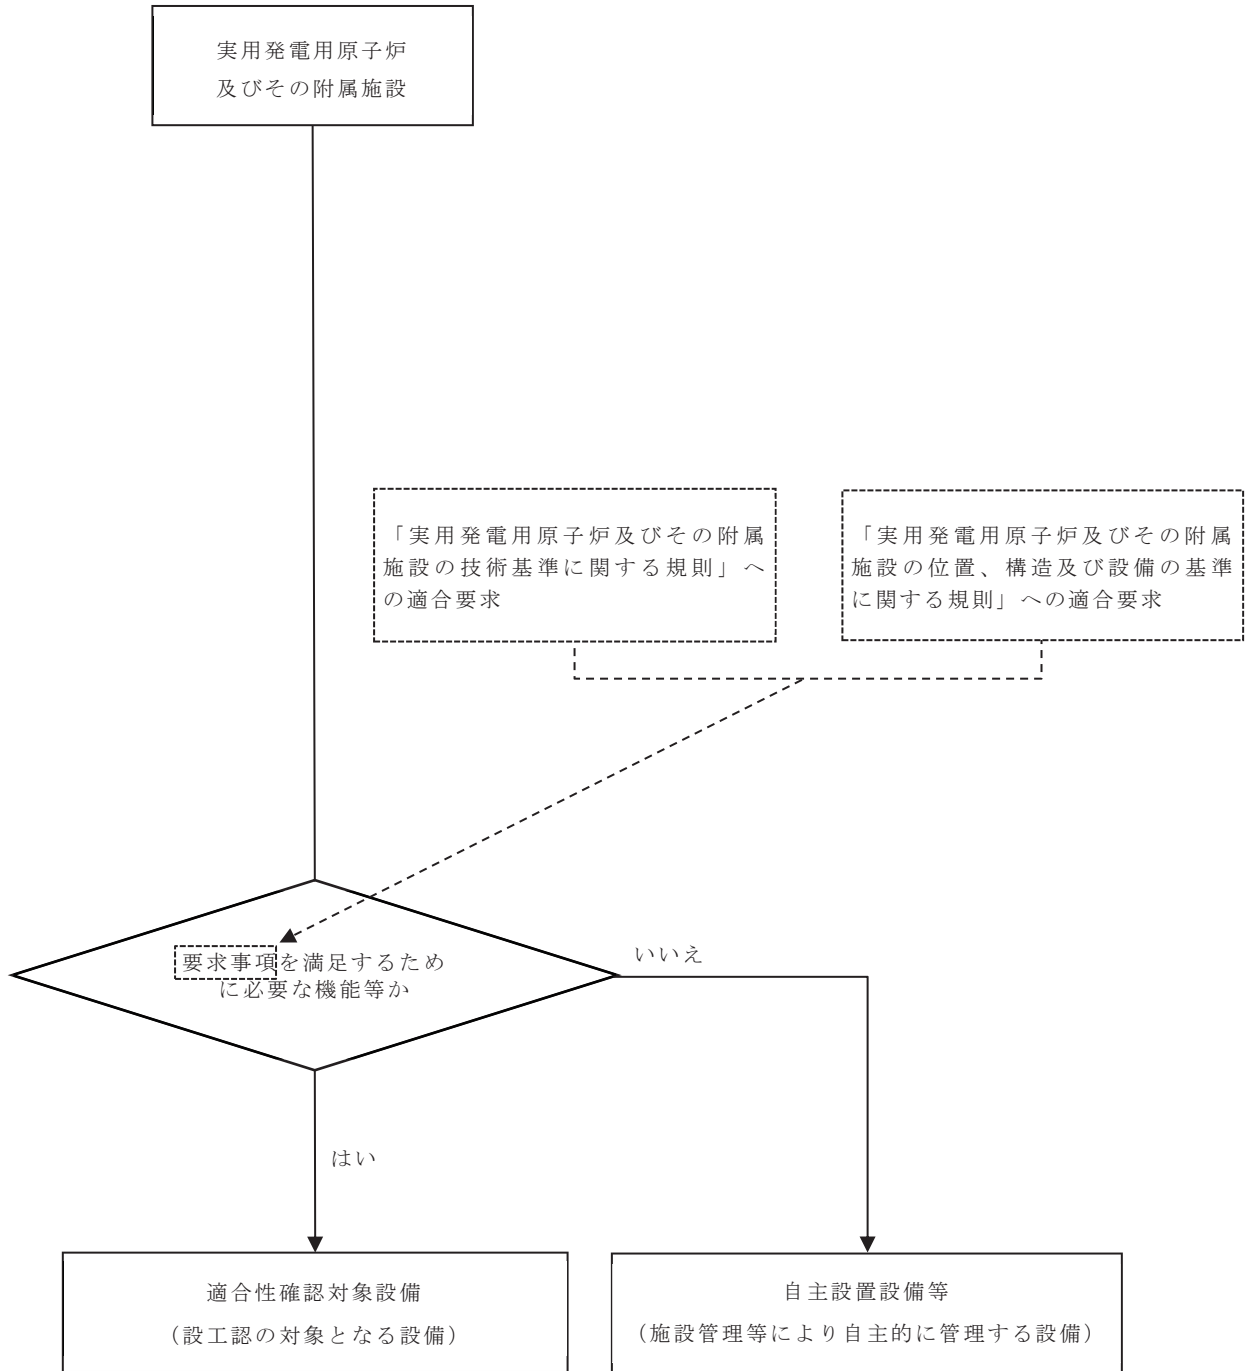 実用発電用原子炉
及びその附属施設
「実用発電用原子炉及びその附属
施設の技術基準に関する規則」へ
の適合要求
「実用発電用原子炉及びその附属
施設の位置、構造及び設備の基準
に関する規則」への適合要求
要求事項を満足するため
に必要な機能等か
いいえ
はい
適合性確認対象設備
（設工認の対象となる設備）
自主設置設備等
（施設管理等により自主的に管理する設備）